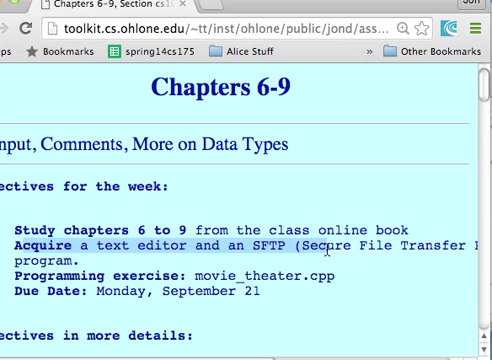 Chapters 6-9, Section cs1
Jon
toolkit.cs.ohlone.edu/~tt/inst/ohlone/public/jond/ass...
Apps
Bookmarks
spring14cs175
Alice Stuff
»
Other Bookmarks
Chapters 6-9
nput, Comments, More on Data Types
ectives for the week:
Study chapters 6 to 9 from the class online book
Acquire a text editor and an SFTP (Secure File Transfer P
program.
Programming exercise: movie_theater.cpp
Due Date: Monday, September 21
ectives in more details: